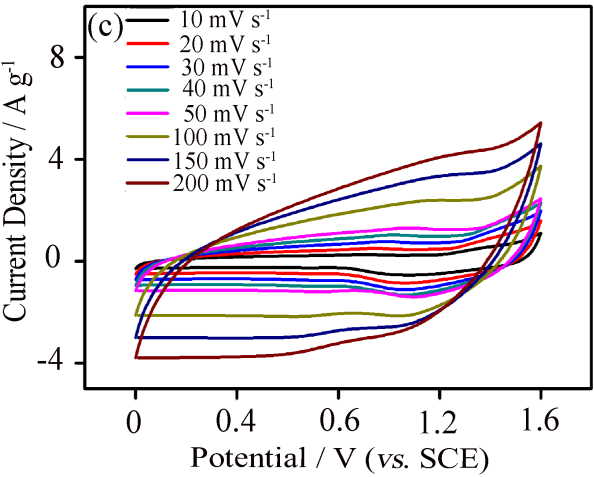 (c)
10 mV s⁻¹
20 mV s⁻¹
30 mV s⁻¹
40 mV s⁻¹
50 mV s⁻¹
100 mV s⁻¹
150 mV s⁻¹
200 mV s⁻¹
Current Density / A g⁻¹
8
4
0
-4
0 0.4 0.6 1.2 1.6
Potential / V (vs. SCE)